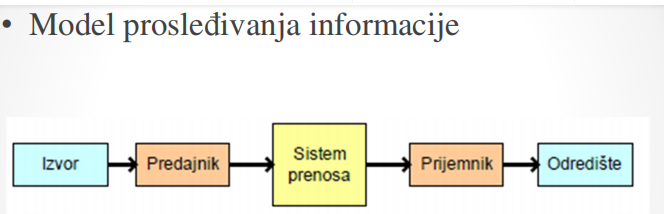 • Model prosleđivanja informacije
Izvor
Predajnik
Sistem
prenosa
Prijemnik
Odredište